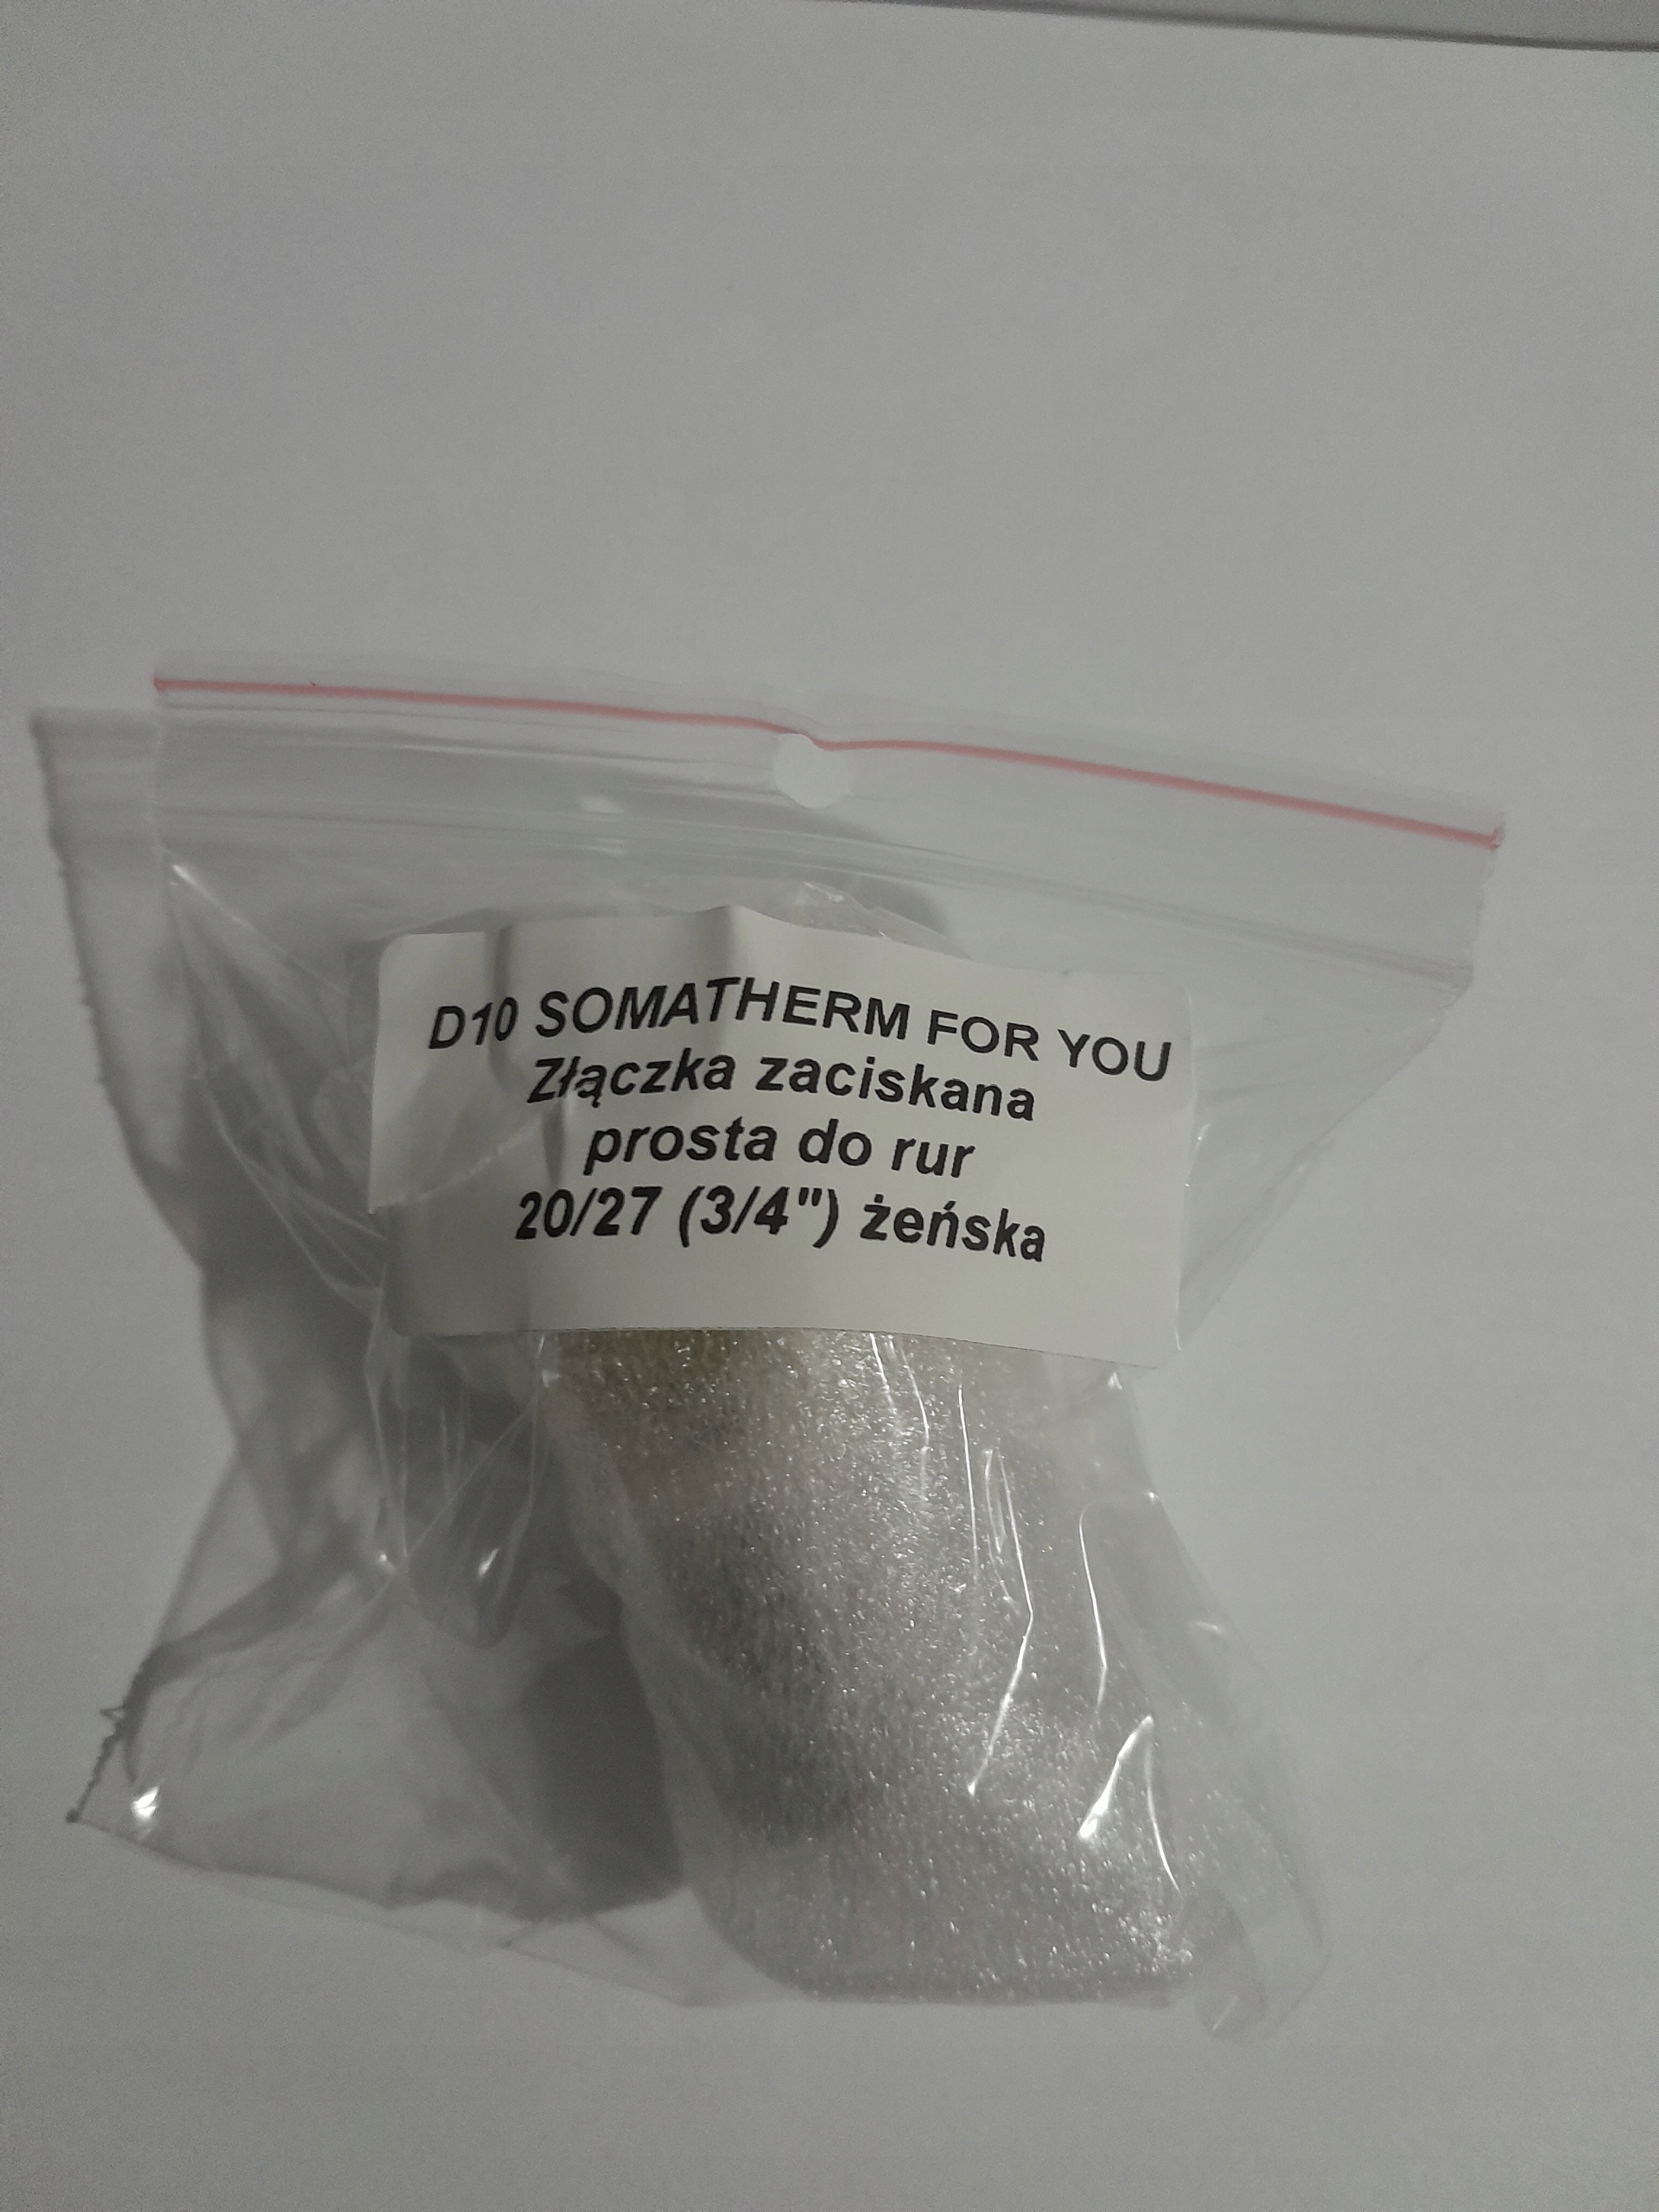 D10 SOMATHERM FOR YOU
Złączka zaciskana
prosta do rur
20/27 (3/4") żeńska